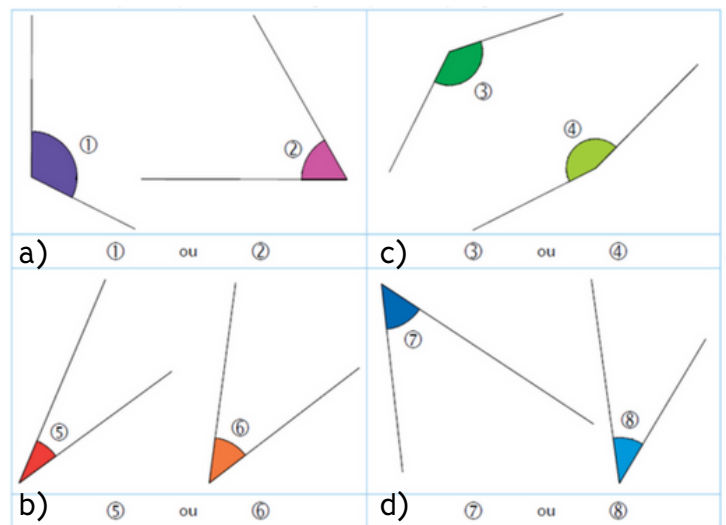 ①
②
③
④
a) ① ou ②
c) ③ ou ④
⑤
⑥
⑦
⑧
b) ⑤ ou ⑥
d) ⑦ ou ⑧